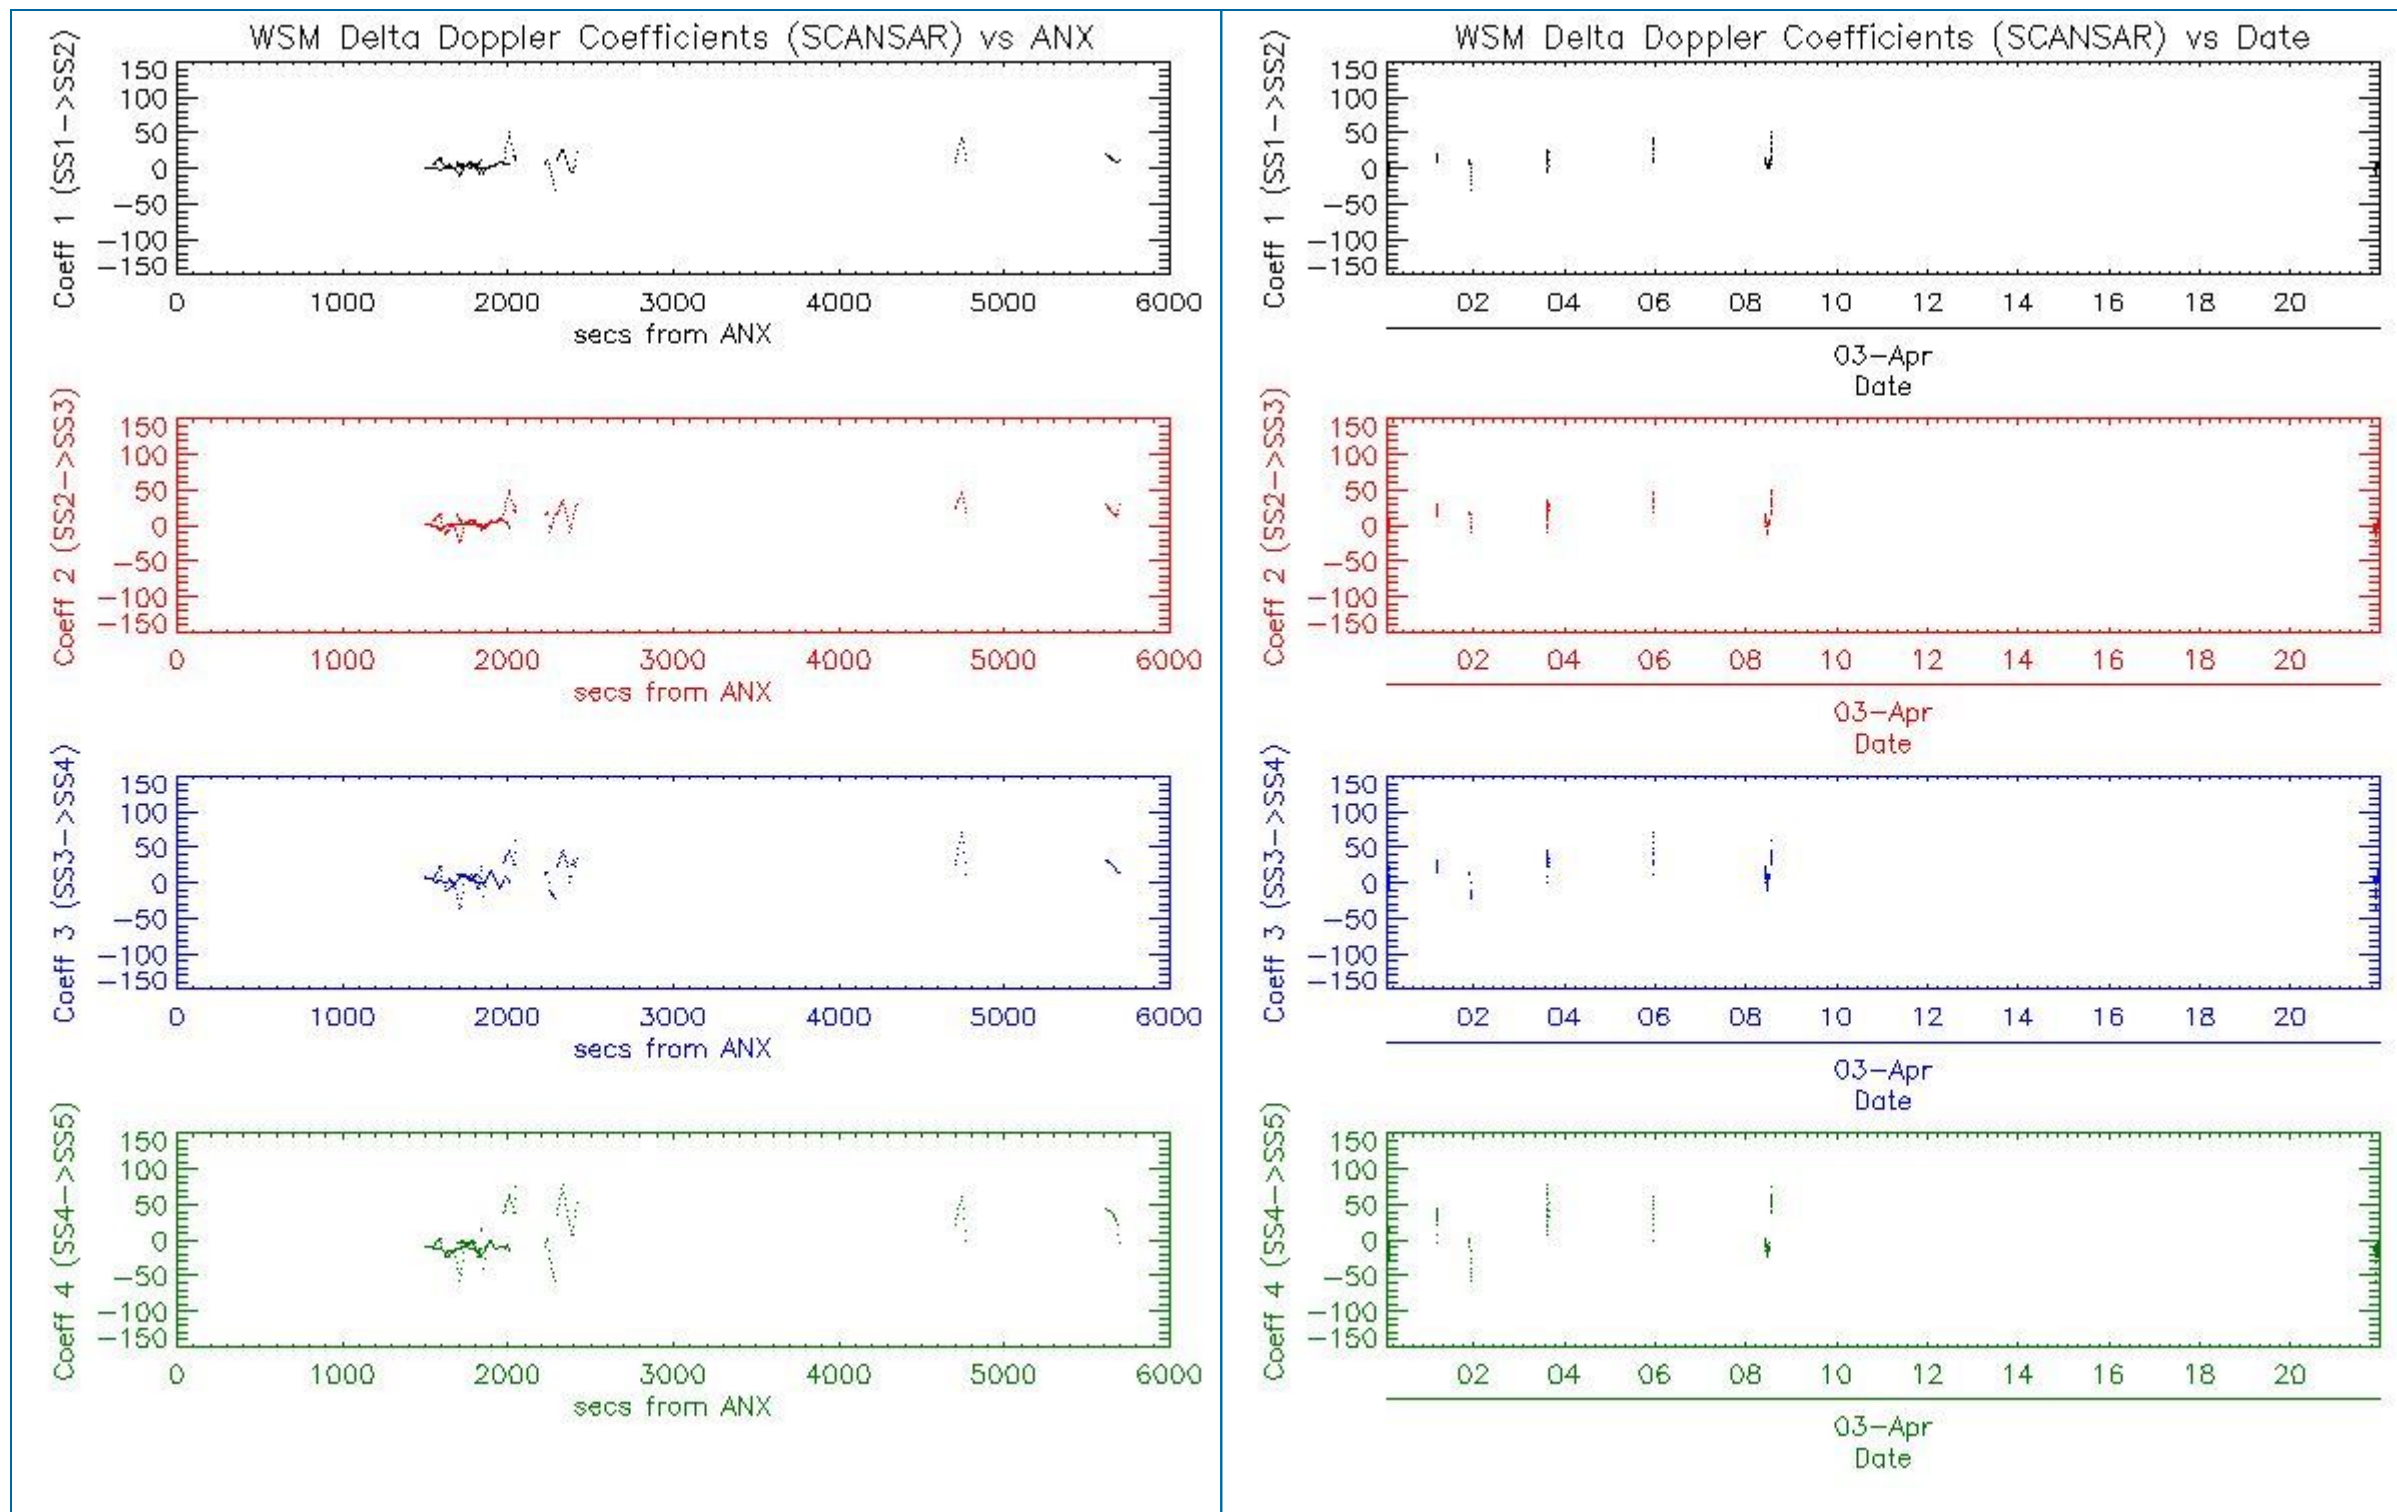 WSM Delta Doppler Coefficients (SCANSAR) vs ANX
Coeff 1 (SS1->SS2)
150
100
50
0
-50
-100
-150
0 1000 2000 3000 4000 5000 6000
secs from ANX
Coeff 2 (SS2->SS3)
150
100
50
0
-50
-100
-150
0 1000 2000 3000 4000 5000 6000
secs from ANX
Coeff 3 (SS3->SS4)
150
100
50
0
-50
-100
-150
0 1000 2000 3000 4000 5000 6000
secs from ANX
Coeff 4 (SS4->SS5)
150
100
50
0
-50
-100
-150
0 1000 2000 3000 4000 5000 6000
secs from ANX
WSM Delta Doppler Coefficients (SCANSAR) vs Date
Coeff 1 (SS1->SS2)
150
100
50
0
-50
-100
-150
02 04 06 08 10 12 14 16 18 20
03-Apr
Date
Coeff 2 (SS2->SS3)
150
100
50
0
-50
-100
-150
02 04 06 08 10 12 14 16 18 20
03-Apr
Date
Coeff 3 (SS3->SS4)
150
100
50
0
-50
-100
-150
02 04 06 08 10 12 14 16 18 20
03-Apr
Date
Coeff 4 (SS4->SS5)
150
100
50
0
-50
-100
-150
02 04 06 08 10 12 14 16 18 20
03-Apr
Date